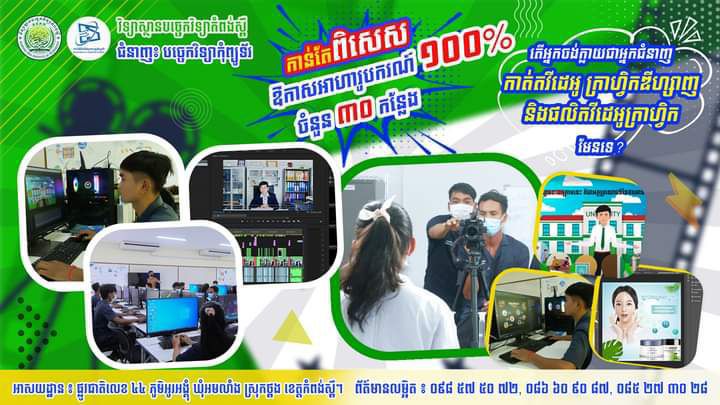 វិទ្យាស្ថានបច្ចេកវិទ្យាកំពង់ស្ពឺ
ជំនាញ៖ បច្ចេកវិទ្យាកុំព្យូទ័រ
កាន់តែពិសេស
ឱកាសអាហារូបករណ៍ ១០០%
ចំនួន ៣០ កន្លែង
តើអ្នកចង់ក្លាយជាអ្នកជំនាញ
កាត់តវីដេអូ ក្រាហ្វិកឌីហ្សាញ
និងផលិតវីដេអូក្រាហ្វិក
មែនទេ?
UNIVERSITY
អាសយដ្ឋាន ៖ ផ្លូវជាតិលេខ ៤៤ ភូមិអូរអង្គុំ ឃុំអមលាំង ស្រុកថ្ពង ខេត្តកំពង់ស្ពឺ។ ព័ត៌មានលម្អិត ៖ ០៩៨ ៥៧ ៥០ ៧២, ០៨៦ ៦០ ៩០ ៨៧, ០៨៥ ២៧ ៣០ ២៨